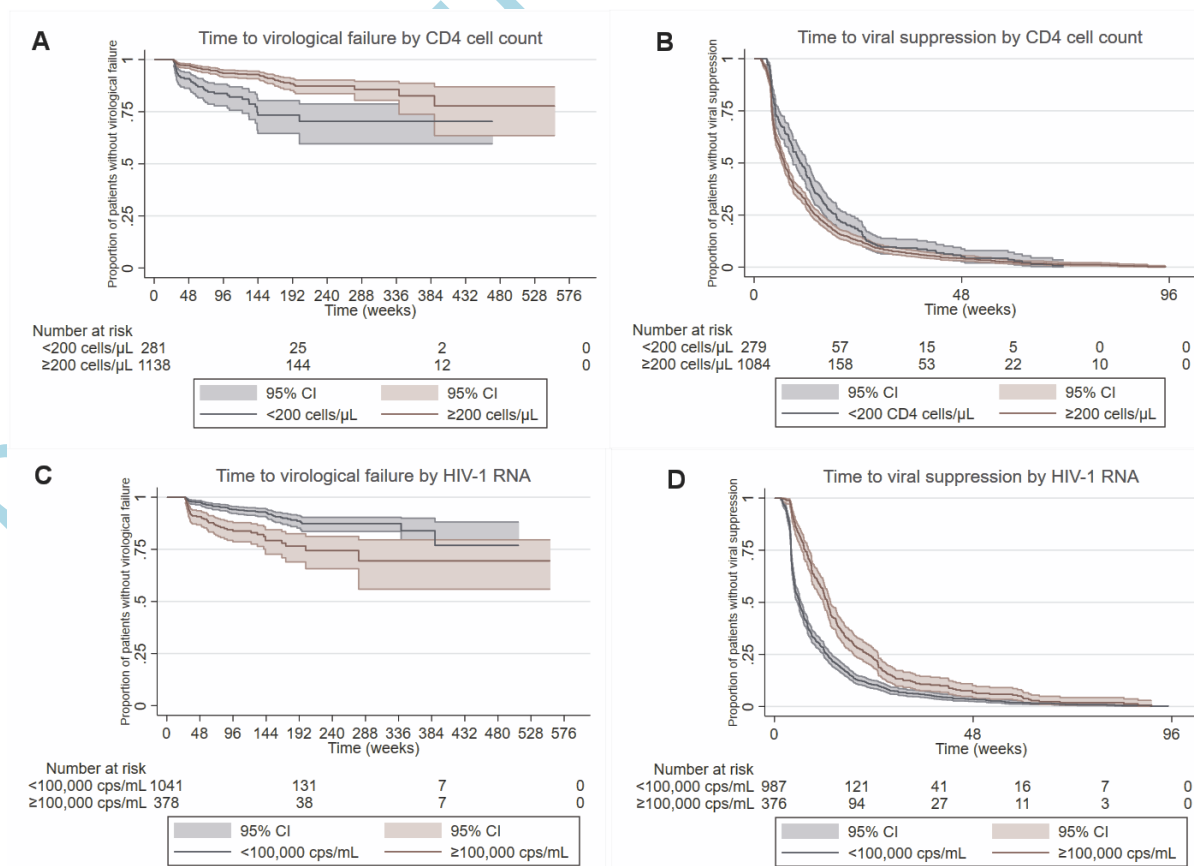 A
Time to virological failure by CD4 cell count
Proportion of patients without virological failure
1
.75
.5
.25
0
0 48 96 144 192 240 288 336 384 432 480 528 576
Time (weeks)
Number at risk
<200 cells/µL 281 25 2 0
≥200 cells/µL 1138 144 12 0
95% CI 95% CI
<200 cells/µL ≥200 cells/µL
B
Time to viral suppression by CD4 cell count
Proportion of patients without viral suppression
1
.75
.5
.25
0
0 48 96
Time (weeks)
Number at risk
<200 cells/µL 279 57 15 5 0 0
≥200 cells/µL 1084 158 53 22 10 0
95% CI 95% CI
<200 CD4 cells/µL ≥200 cells/µL
C
Time to virological failure by HIV-1 RNA
Proportion of patients without virological failure
1
.75
.5
.25
0
0 48 96 144 192 240 288 336 384 432 480 528 576
Time (weeks)
Number at risk
<100,000 cps/mL 1041 131 7 0
≥100,000 cps/mL 378 38 7 0
95% CI 95% CI
<100,000 cps/mL ≥100,000 cps/mL
D
Time to viral suppression by HIV-1 RNA
Proportion of patients without viral suppression
1
.75
.5
.25
0
0 48 96
Time (weeks)
Number at risk
<100,000 cps/mL 987 121 41 16 7 0
≥100,000 cps/mL 376 94 27 11 3 0
95% CI 95% CI
<100,000 cps/mL ≥100,000 cps/mL